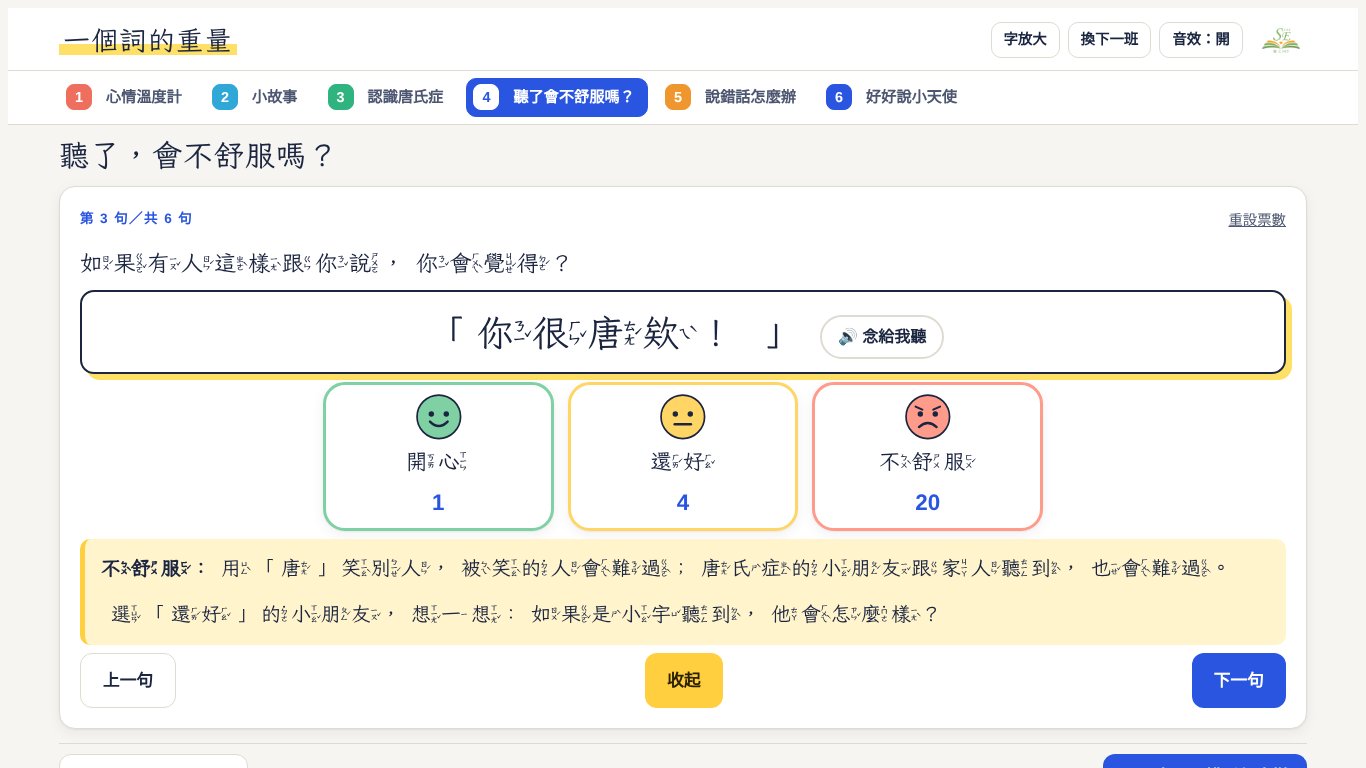 一個詞的重量
字放大
換下一班
音效：開
1 心情溫度計
2 小故事
3 認識唐氏症
4 聽了會不舒服嗎？
5 說錯話怎麼辦
6 好好說小天使
聽了，會不舒服嗎？
第 3 句／共 6 句
重設票數
如果有人這樣跟你說，你會覺得？
「你很唐欸！」
🔊 念給我聽
開心
1
還好
4
不舒服
20
不舒服：用「唐」笑別人，被笑的人會難過；唐氏症的小朋友跟家人聽到，也會難過。
選「還好」的小朋友，想一想：如果是小宇聽到，他會怎麼樣？
上一句
收起
下一句